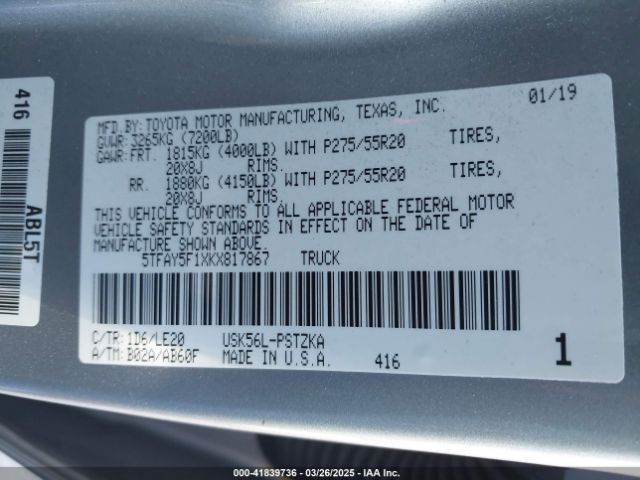 MFD.BY:TOYOTA MOTOR MANUFACTURING, TEXAS, INC. 01/19
GVWR: 3265KG (7200LB)
GAWR:FRT. 1815KG (4000LB) WITH P275/55R20 TIRES,
20X8J RIMS.
RR. 1880KG (4150LB) WITH P275/55R20 TIRES,
20X8J RIMS.
THIS VEHICLE CONFORMS TO ALL APPLICABLE FEDERAL MOTOR
VEHICLE SAFETY STANDARDS IN EFFECT ON THE DATE OF
MANUFACTURE SHOWN ABOVE.
5TFAY5F1XKX817867 TRUCK
C/TR:1D6/LE20 USK56L-PSTZKA
A/TM:B02A/AB60F MADE IN U.S.A. 416 1
416
ABL5T
000-41839736 - 03/26/2025 - IAA Inc.